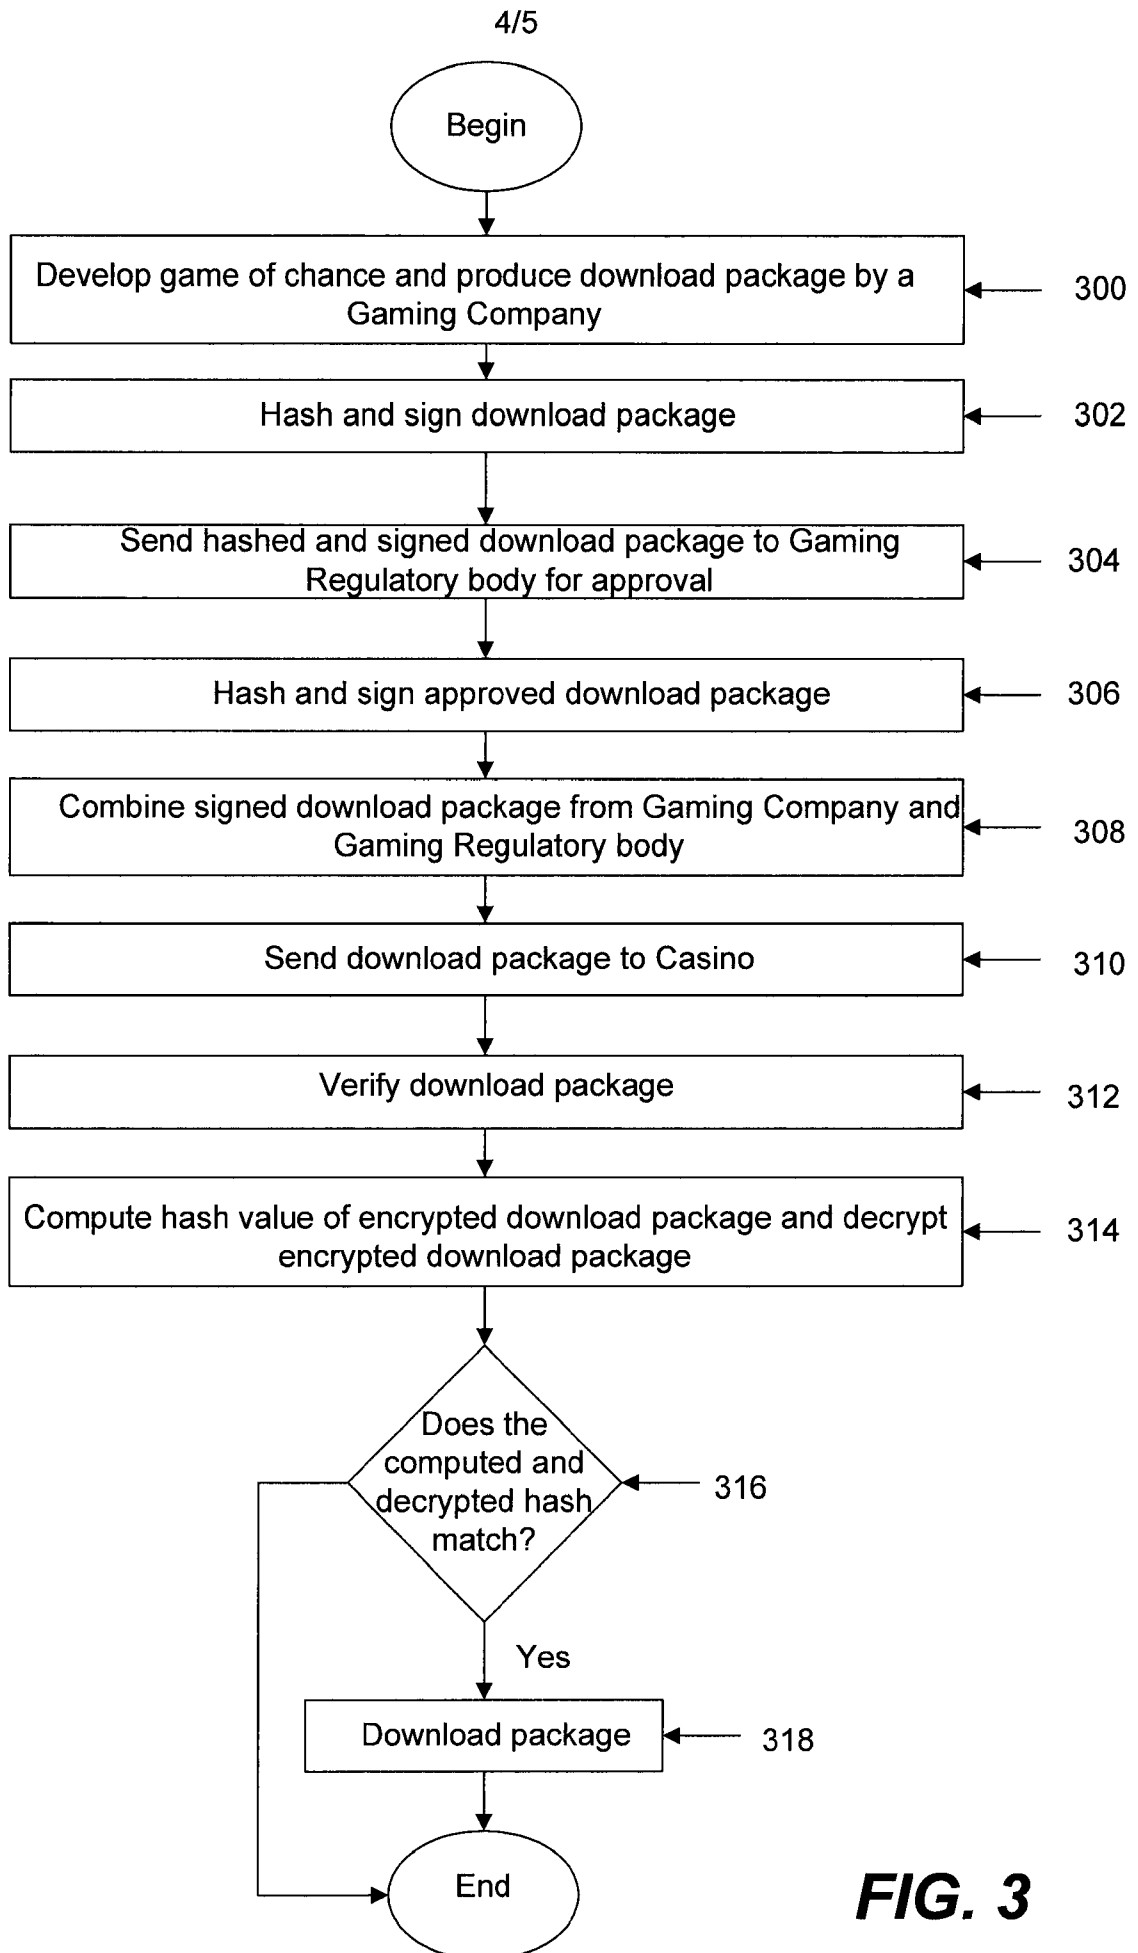 4/5
Begin
Develop game of chance and produce download package by a
Gaming Company
300
Hash and sign download package
302
Send hashed and signed download package to Gaming
Regulatory body for approval
304
Hash and sign approved download package
306
Combine signed download package from Gaming Company and
Gaming Regulatory body
308
Send download package to Casino
310
Verify download package
312
Compute hash value of encrypted download package and decrypt
encrypted download package
314
Does the
computed and
decrypted hash
match?
316
Yes
Download package
318
End
FIG. 3